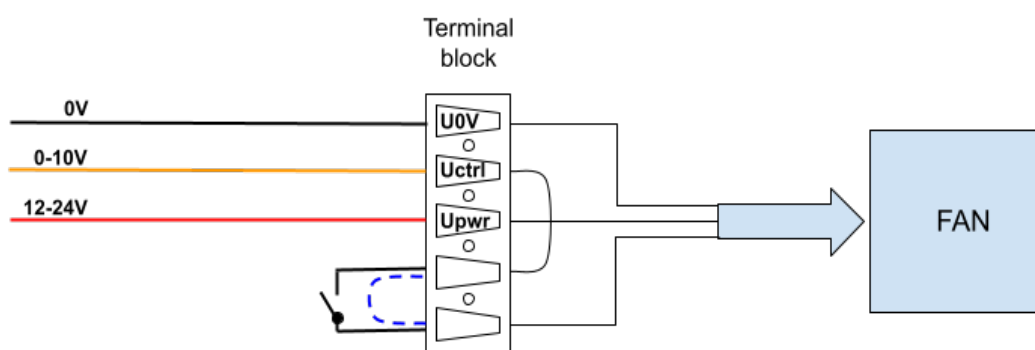 Terminal
block
0V
U0V
0-10V
Uctrl
12-24V
Upwr
FAN